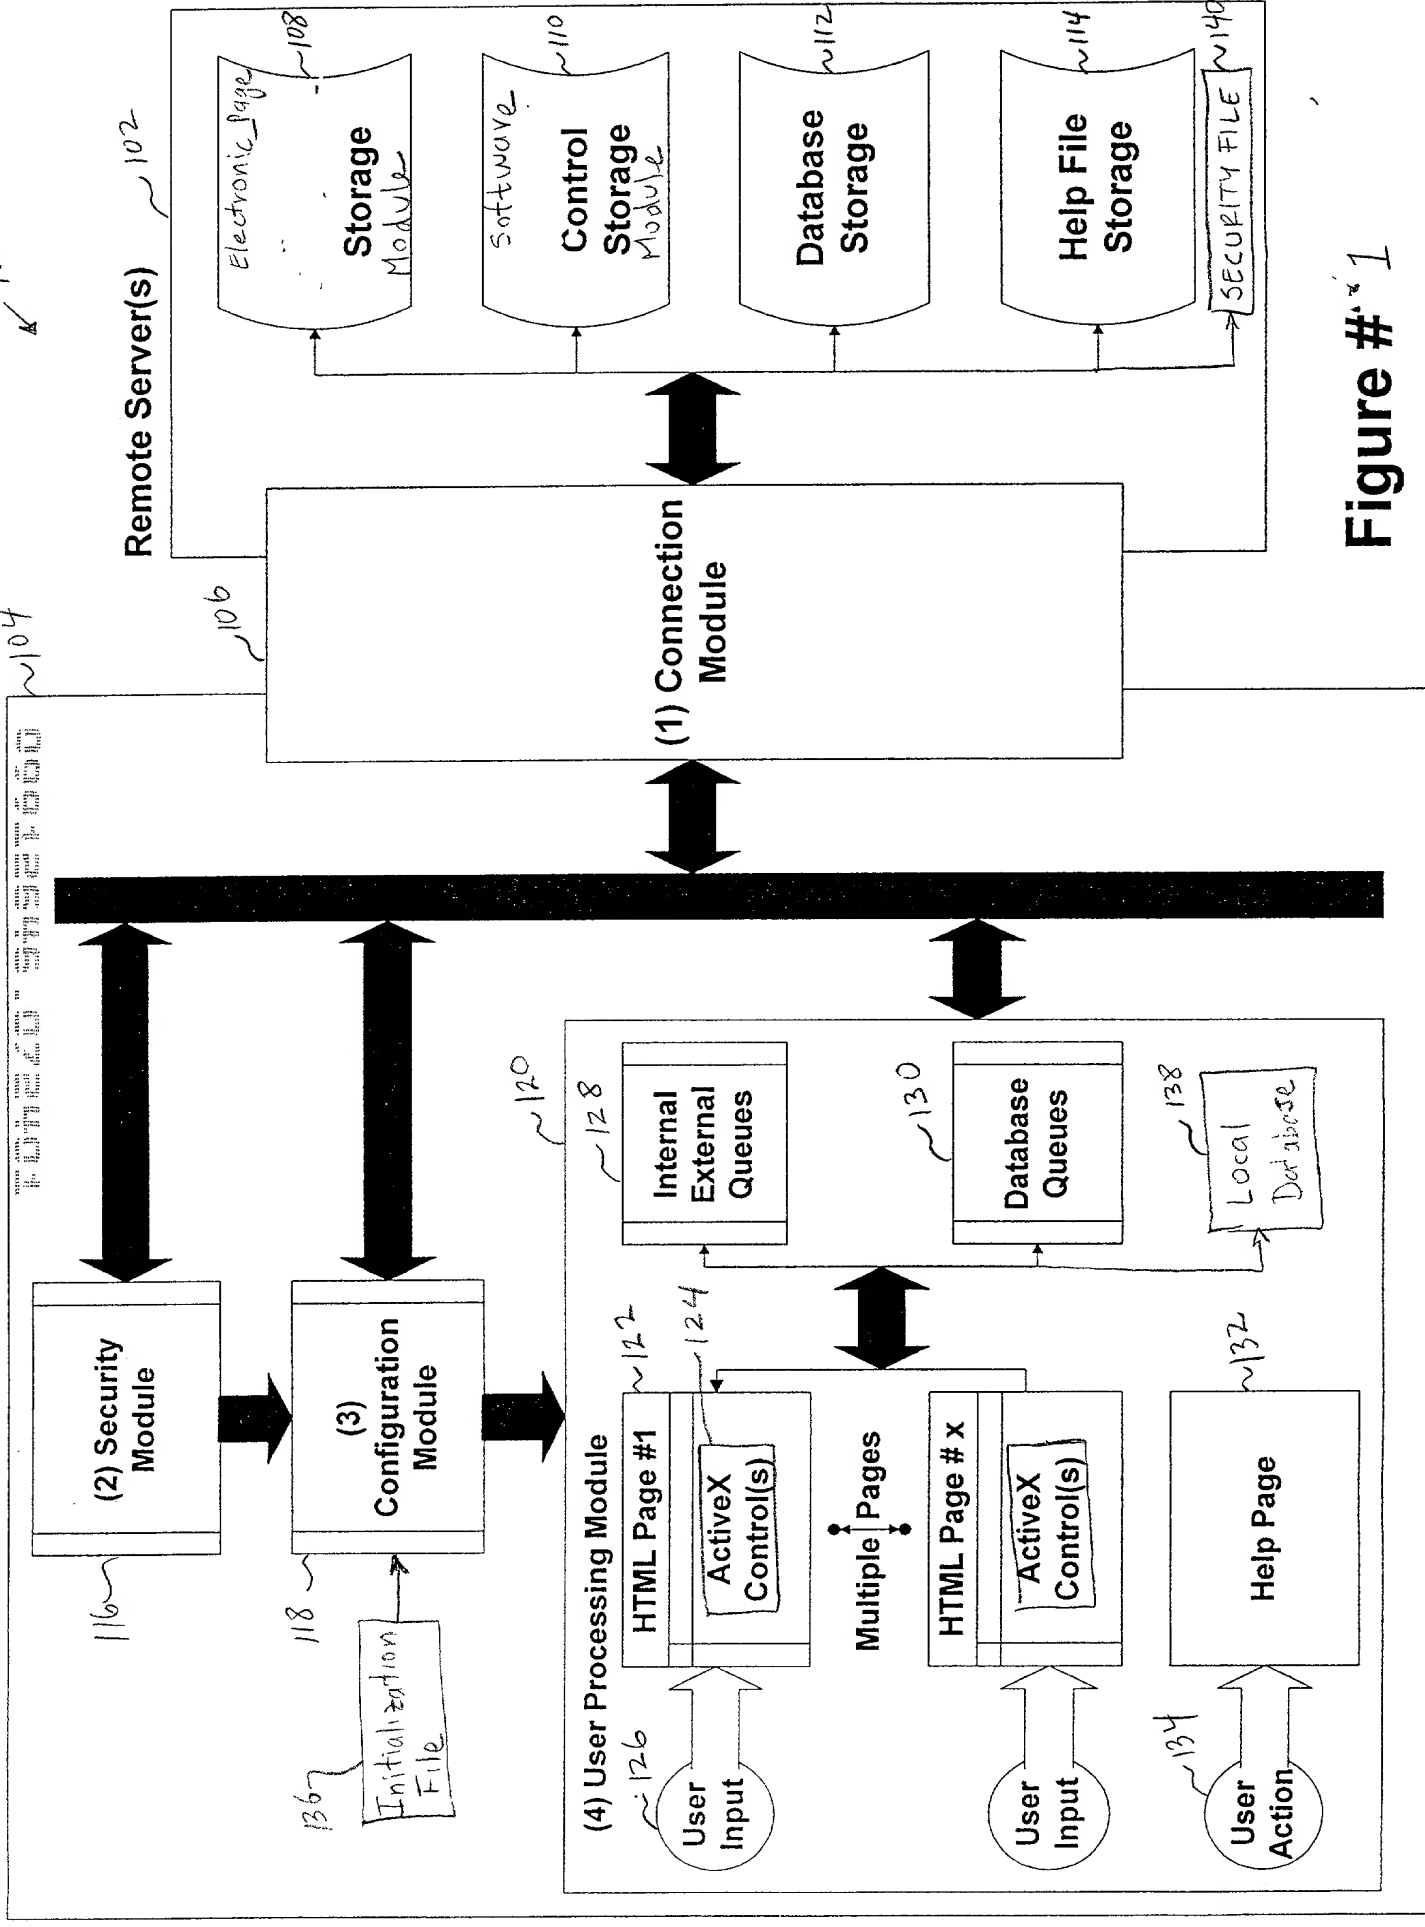 104
102
Remote Server(s)
106
(1) Connection
Module
Electronic Page
Storage
Module
108
Software
Control
Storage
Module
110
Database
Storage
112
Help File
Storage
114
SECURITY FILE
140
(2) Security
Module
116
(3)
Configuration
Module
118
Initialization
File
136
120
(4) User Processing Module
126
User
Input
HTML Page #1
122
ActiveX
Control(s)
124
Multiple Pages
User
Input
HTML Page # x
ActiveX
Control(s)
134
User
Action
Help Page
132
Internal
External
Queues
128
Database
Queues
130
Local
Database
138
Figure # 1